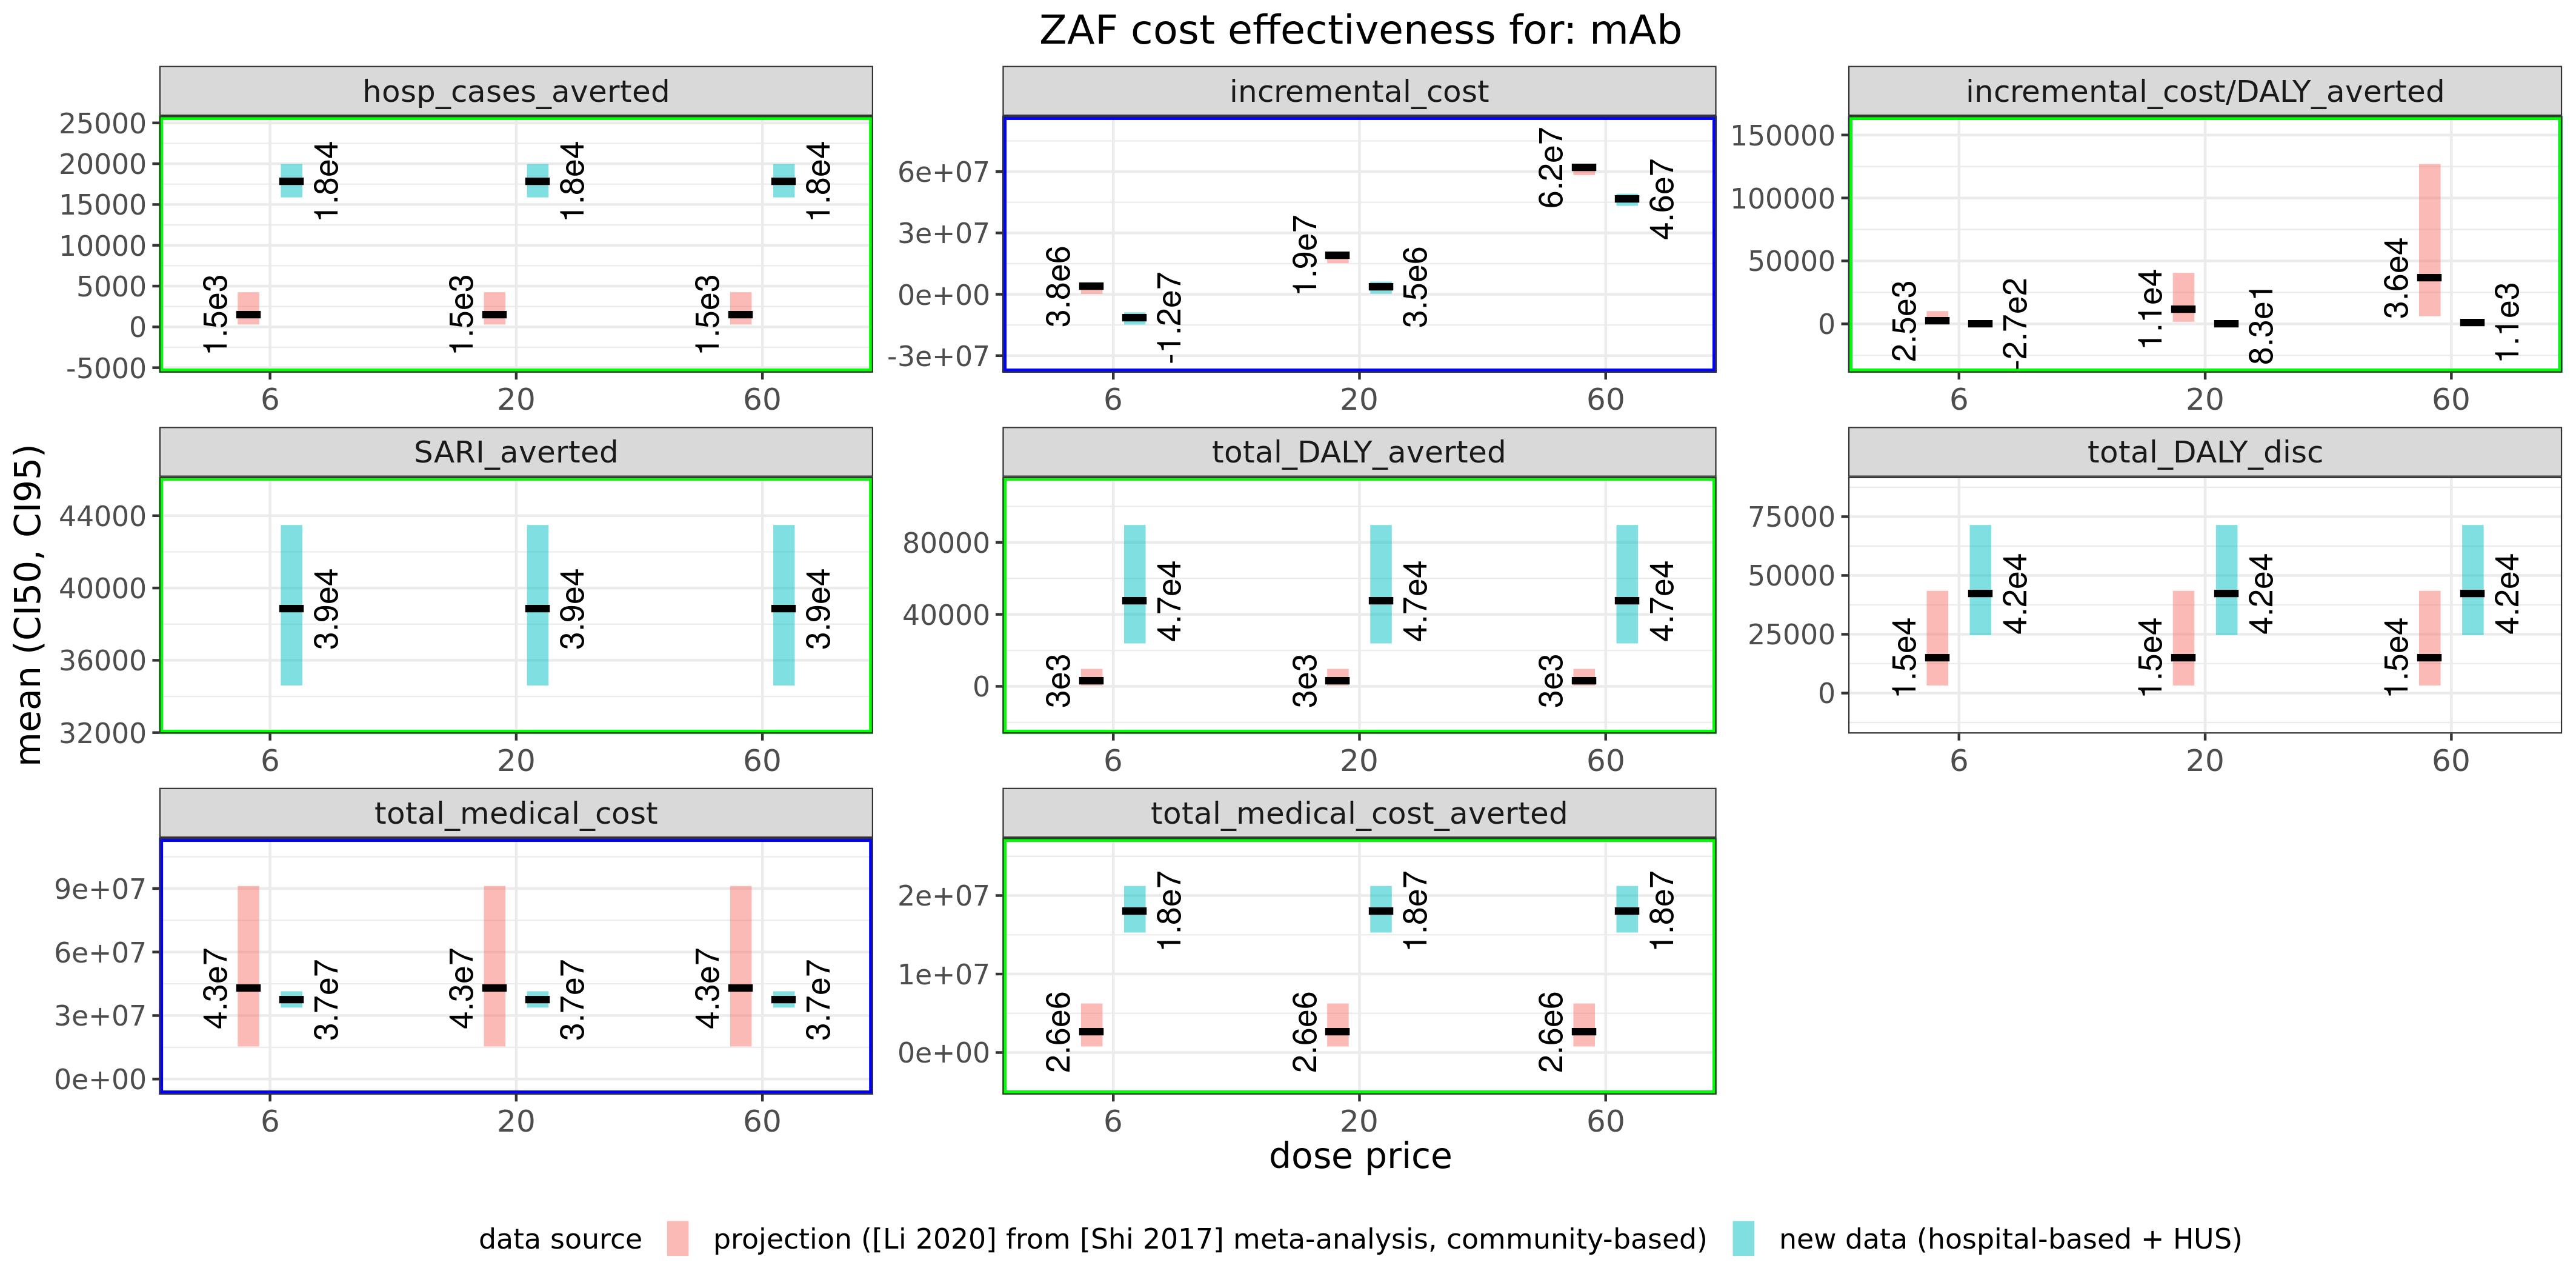 ZAF cost effectiveness for: mAb
mean (CI50, CI95)
hosp_cases_averted
25000
20000
15000
10000
5000
0
-5000
1.5e3
1.8e4
1.5e3
1.8e4
1.5e3
1.8e4
6
20
60
incremental_cost
6e+07
3e+07
0e+00
-3e+07
3.8e6
-1.2e7
1.9e7
3.5e6
6.2e7
4.6e7
6
20
60
incremental_cost/DALY_averted
150000
100000
50000
0
2.5e3
-2.7e2
1.1e4
8.3e1
3.6e4
1.1e3
6
20
60
SARI_averted
44000
40000
36000
32000
3.9e4
3.9e4
3.9e4
6
20
60
total_DALY_averted
80000
40000
0
3e3
4.7e4
3e3
4.7e4
3e3
4.7e4
6
20
60
total_DALY_disc
75000
50000
25000
0
1.5e4
4.2e4
1.5e4
4.2e4
1.5e4
4.2e4
6
20
60
total_medical_cost
9e+07
6e+07
3e+07
0e+00
4.3e7
3.7e7
4.3e7
3.7e7
4.3e7
3.7e7
6
20
60
total_medical_cost_averted
2e+07
1e+07
0e+00
2.6e6
1.8e7
2.6e6
1.8e7
2.6e6
1.8e7
6
20
60
dose price
data source
projection ([Li 2020] from [Shi 2017] meta-analysis, community-based)
new data (hospital-based + HUS)